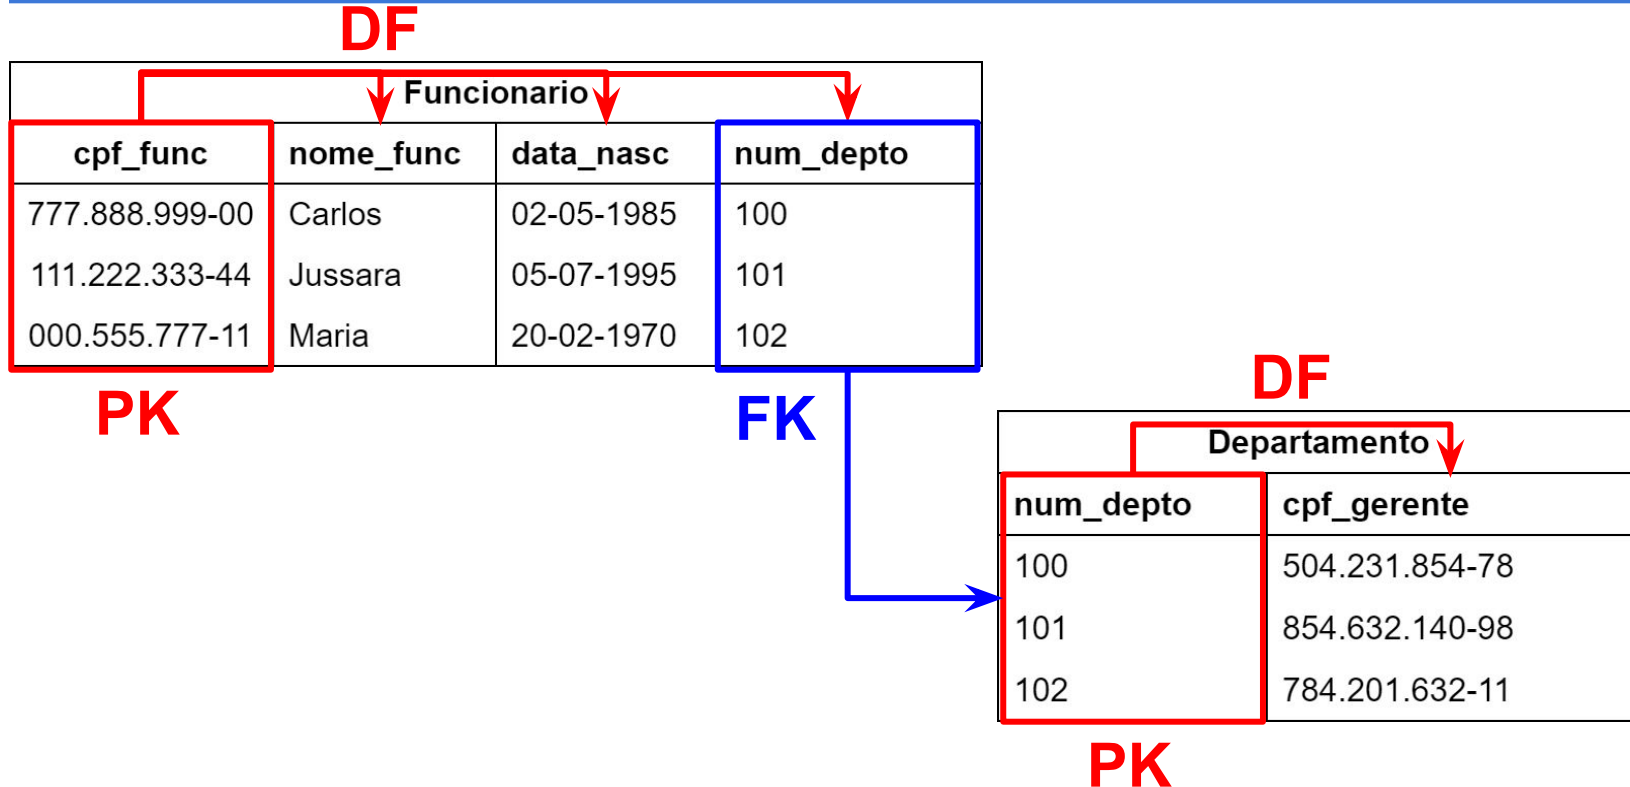 DF
Funcionario
cpf_func nome_func data_nasc num_depto
777.888.999-00 Carlos 02-05-1985 100
111.222.333-44 Jussara 05-07-1995 101
000.555.777-11 Maria 20-02-1970 102
PK FK
DF
Departamento
num_depto cpf_gerente
100 504.231.854-78
101 854.632.140-98
102 784.201.632-11
PK